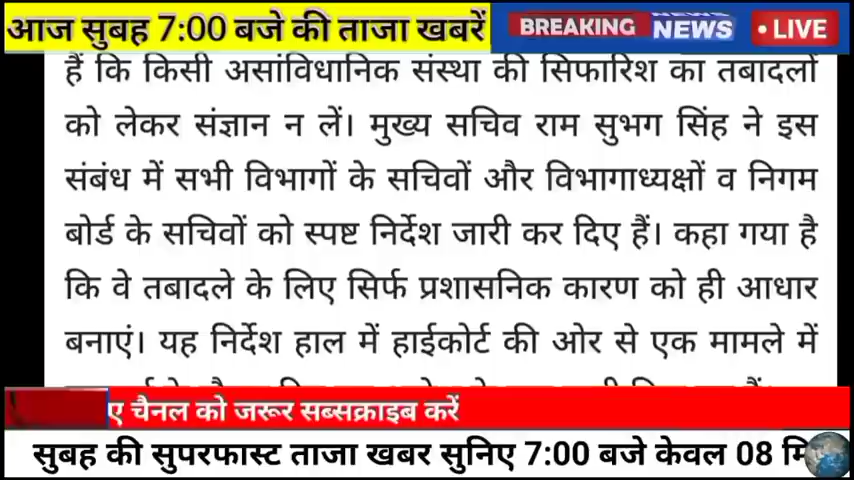 आज सुबह 7:00 बजे की ताजा खबरें
BREAKING NEWS • LIVE
हैं कि किसी असांविधानिक संस्था की सिफारिश का तबादलों
को लेकर संज्ञान न लें। मुख्य सचिव राम सुभग सिंह ने इस
संबंध में सभी विभागों के सचिवों और विभागाध्यक्षों व निगम
बोर्ड के सचिवों को स्पष्ट निर्देश जारी कर दिए हैं। कहा गया है
कि वे तबादले के लिए सिर्फ प्रशासनिक कारण को ही आधार
बनाएं। यह निर्देश हाल में हाईकोर्ट की ओर से एक मामले में
ए चैनल को जरूर सब्सक्राइब करें
सुबह की सुपरफास्ट ताजा खबर सुनिए 7:00 बजे केवल 08